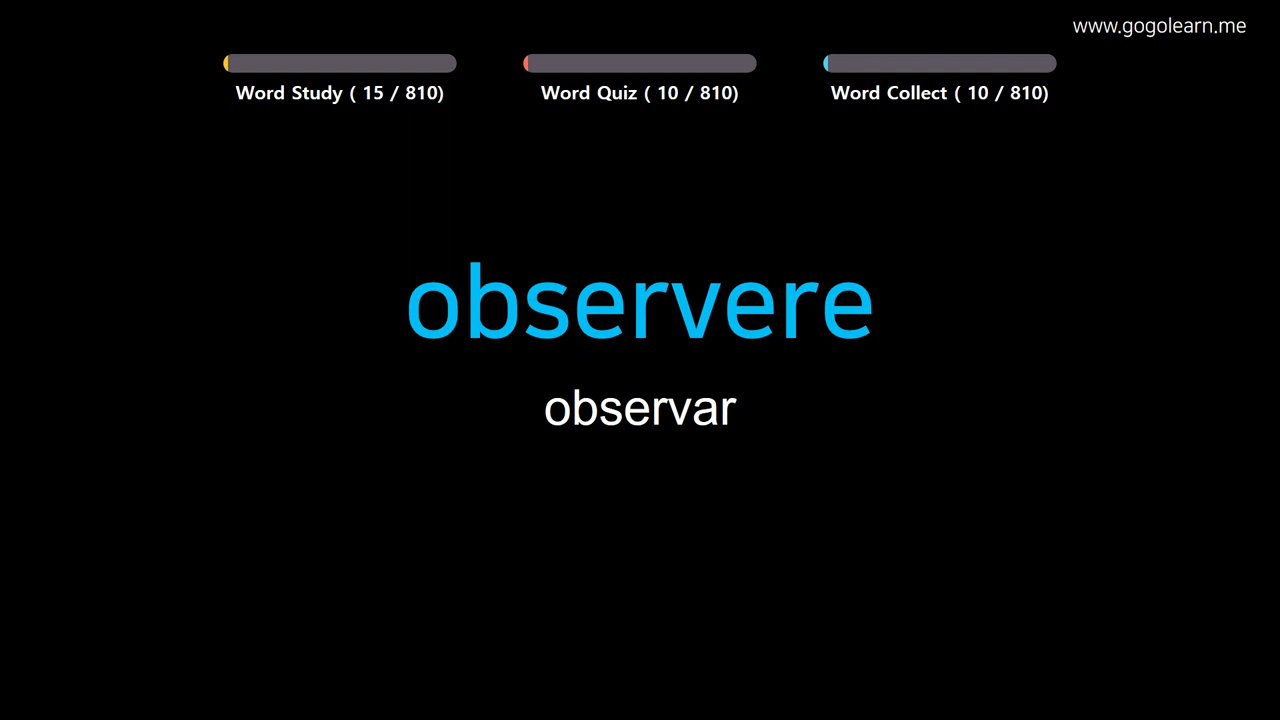 www.gogolearn.me
Word Study ( 15 / 810)
Word Quiz ( 10 / 810)
Word Collect ( 10 / 810)
observere
observar